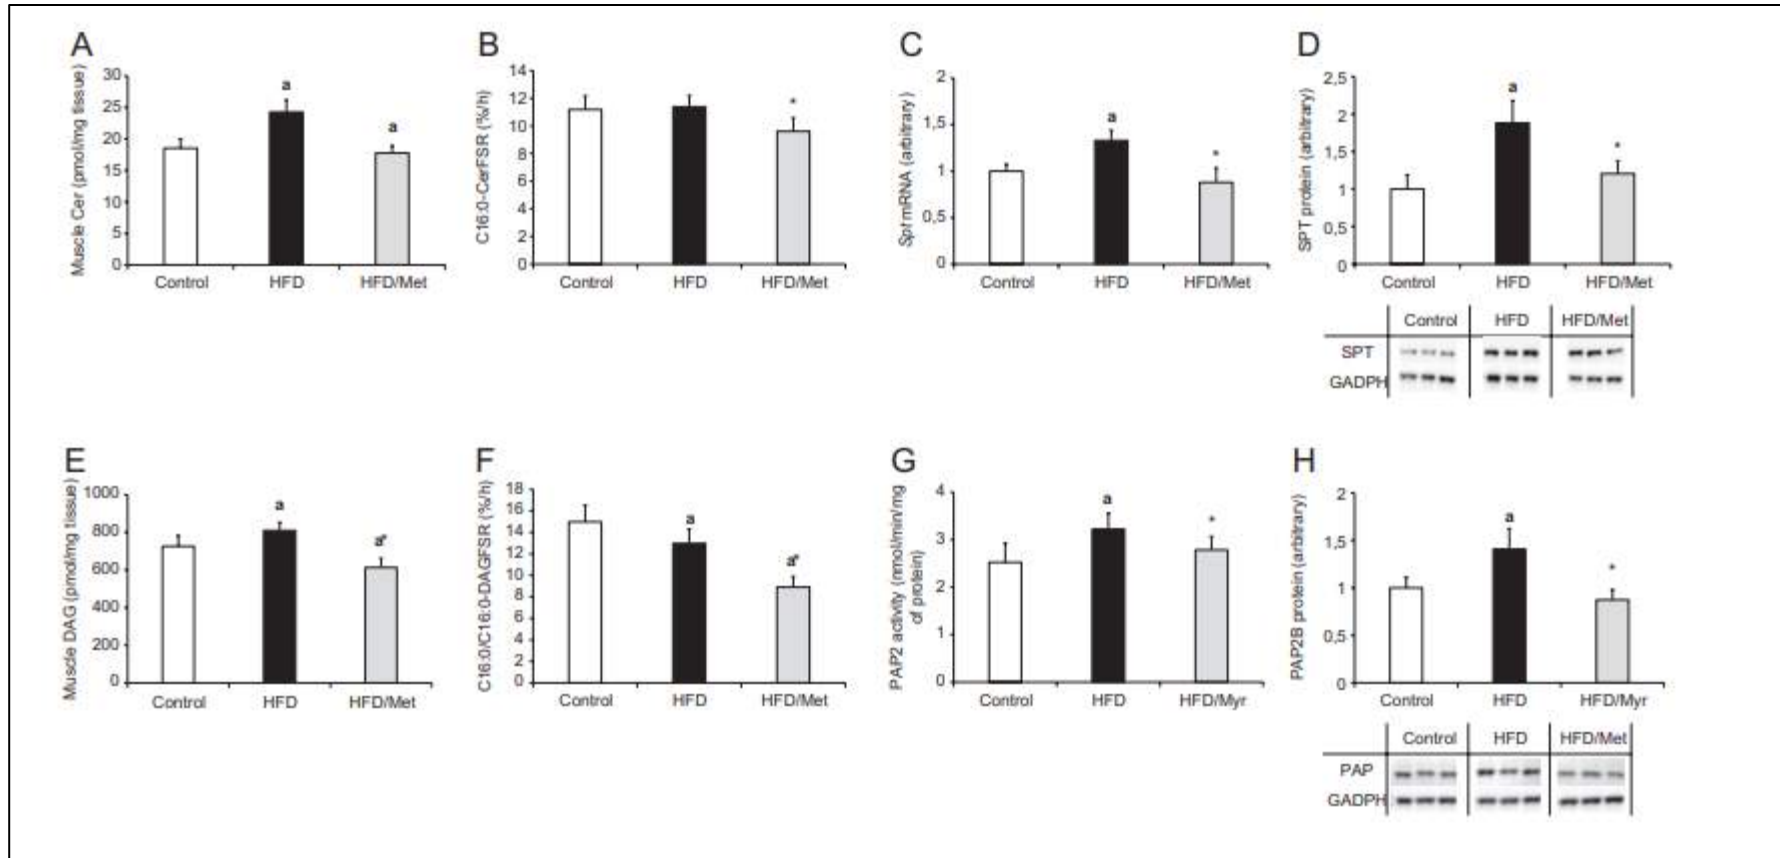 A
Muscle Cer (pmol/mg tissue)
30
25
20
15
10
5
0
a
a
Control HFD HFD/Met
B
C16:0-CerFSR (%/h)
14
12
10
8
6
4
2
0
*
Control HFD HFD/Met
C
Spt mRNA (arbitrary)
2
1,5
1
0,5
0
a
*
Control HFD HFD/Met
D
SPT protein (arbitrary)
2,5
2
1,5
1
0,5
0
a
*
Control HFD HFD/Met
Control HFD HFD/Met
SPT
GADPH
E
Muscle DAG (pmol/mg tissue)
1000
800
600
400
200
0
a
a*
Control HFD HFD/Met
F
C16:0/C16:0-DAGFSR (%/h)
18
16
14
12
10
8
6
4
2
0
a
a*
Control HFD HFD/Met
G
PAP2 activity (nmol/min/mg
of protein)
4
3
2
1
0
a
*
Control HFD HFD/Myr
H
PAP2B protein (arbitrary)
2
1,5
1
0,5
0
a
*
Control HFD HFD/Myr
Control HFD HFD/Met
PAP
GADPH